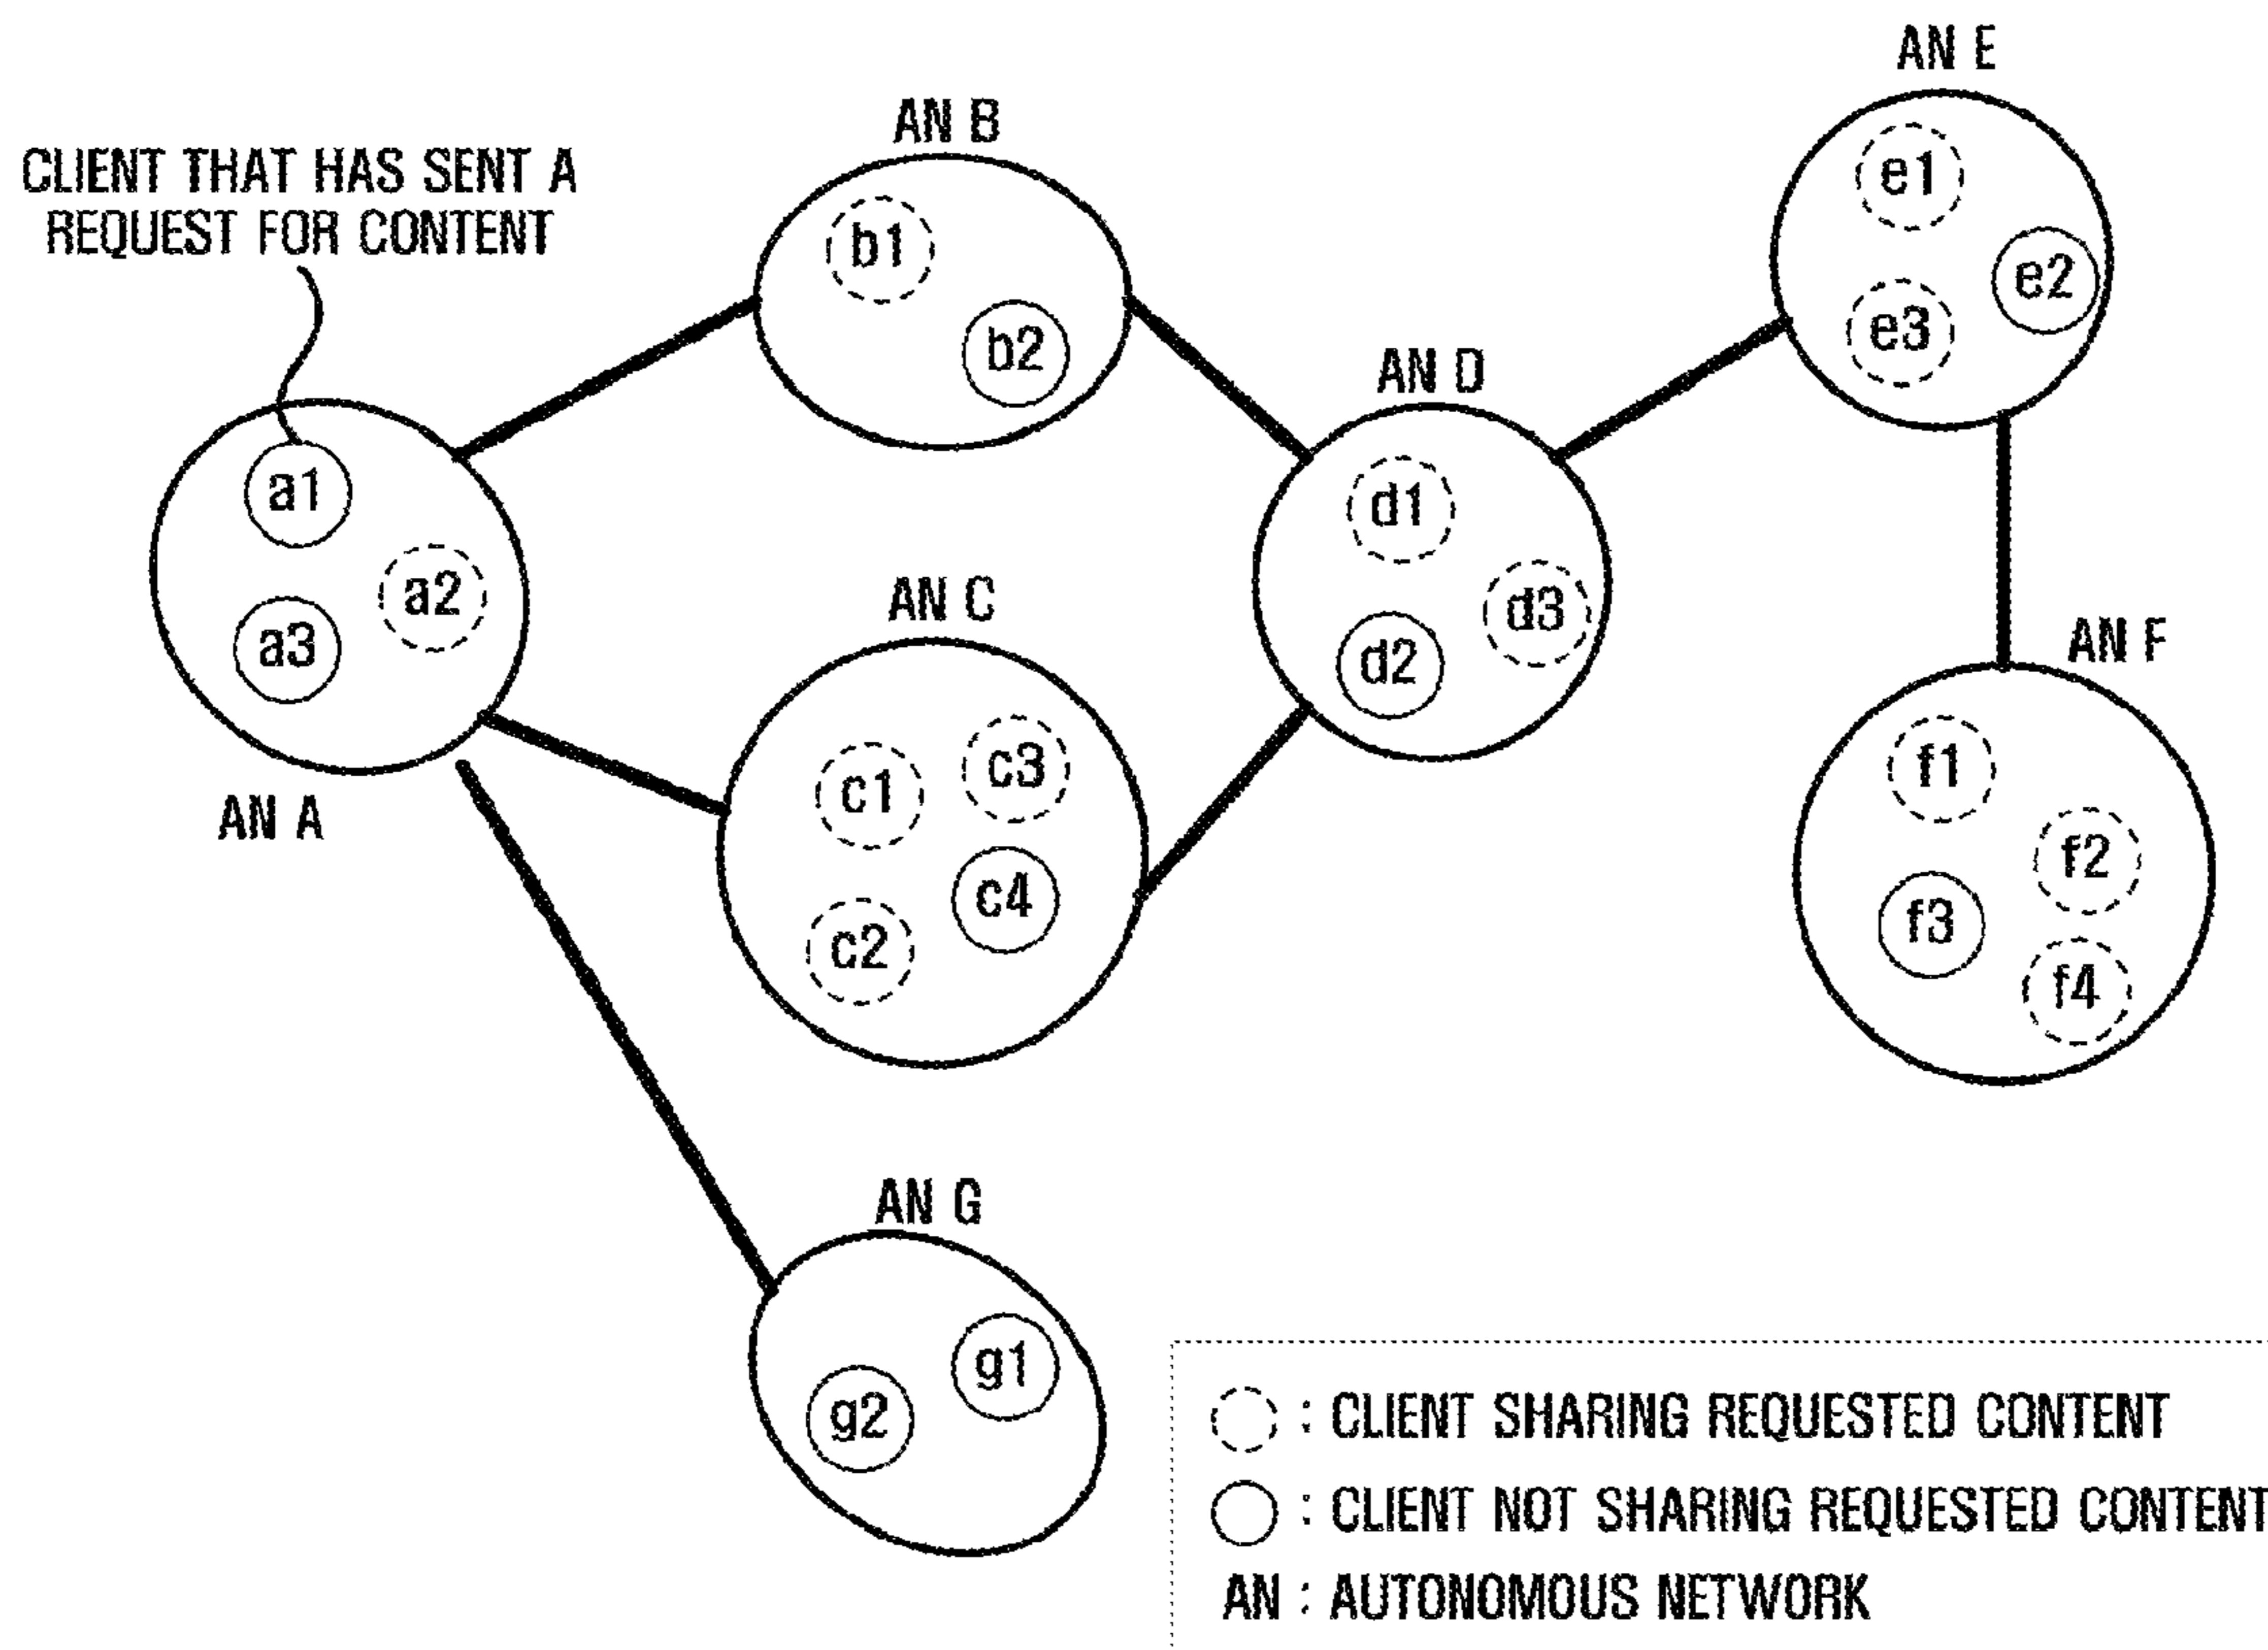 AN E
AN B
CLIENT THAT HAS SENT A
REQUEST FOR CONTENT
e1
b1
e2
e3
b2
AN D
a1
d1
a2
AN C
d3
a3
d2
AN F
c3
f1
c1
AN A
f2
c4
f3
c2
f4
AN G
g1
g2
: CLIENT SHARING REQUESTED CONTENT
: CLIENT NOT SHARING REQUESTED CONTENT
AN : AUTONOMOUS NETWORK